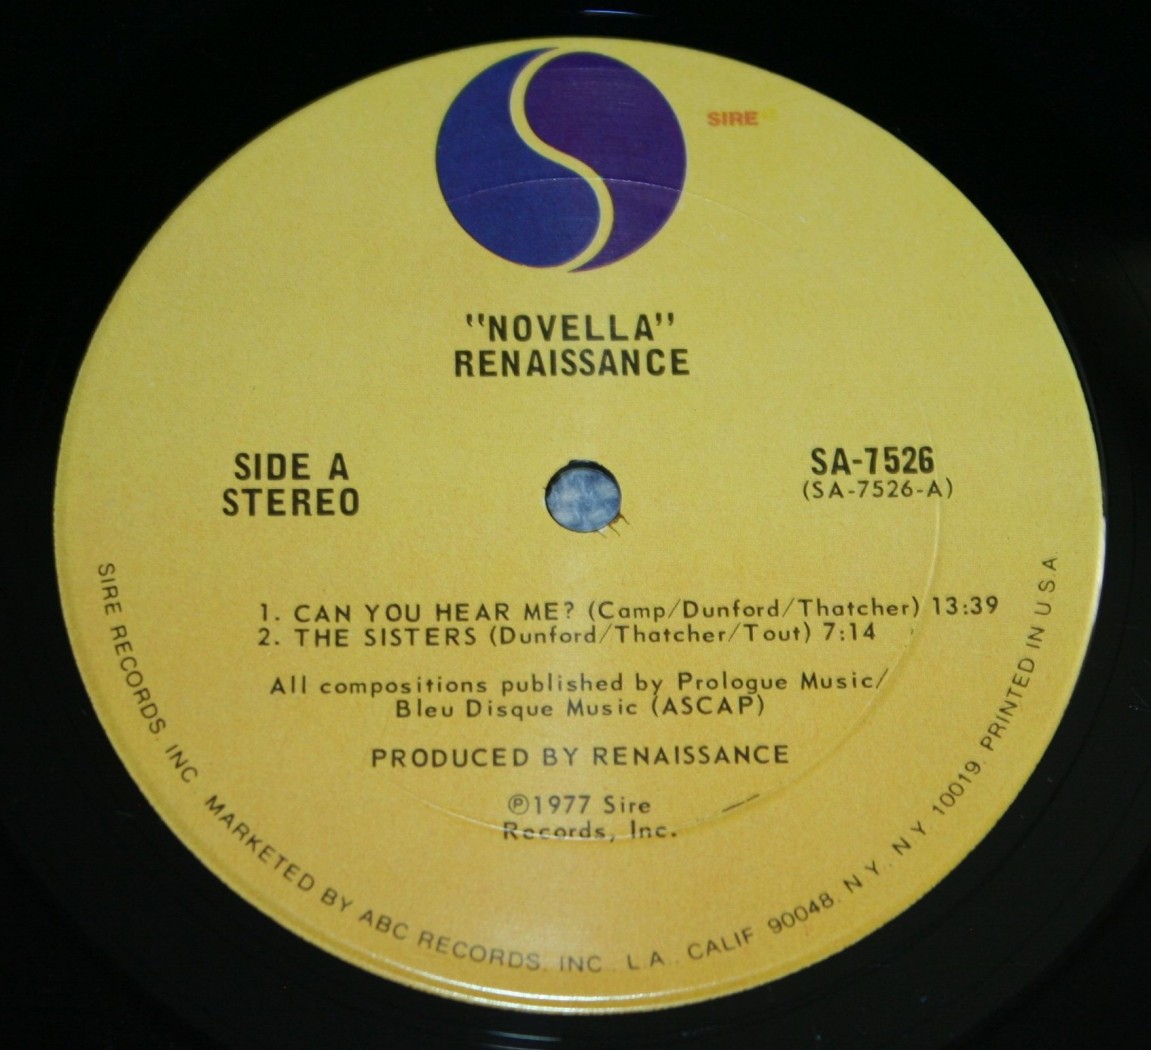 SIRE
"NOVELLA"
RENAISSANCE
SIDE A
STEREO
SA-7526
(SA-7526-A)
1. CAN YOU HEAR ME? (Camp/Dunford/Thatcher) 13:39
2. THE SISTERS (Dunford/Thatcher/Tout) 7:14
All compositions published by Prologue Music/
Bleu Disque Music (ASCAP)
PRODUCED BY RENAISSANCE
℗1977 Sire
Records, Inc.
SIRE RECORDS, INC. MARKETED BY ABC RECORDS, INC. L.A., CALIF. 90048. N.Y., N.Y. 10019. PRINTED IN U.S.A.